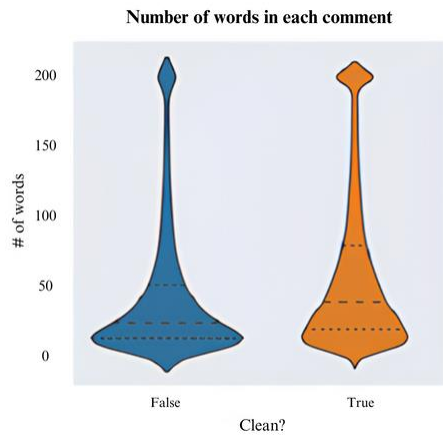 Number of words in each comment
200
150
100
50
0
# of words
False
True
Clean?